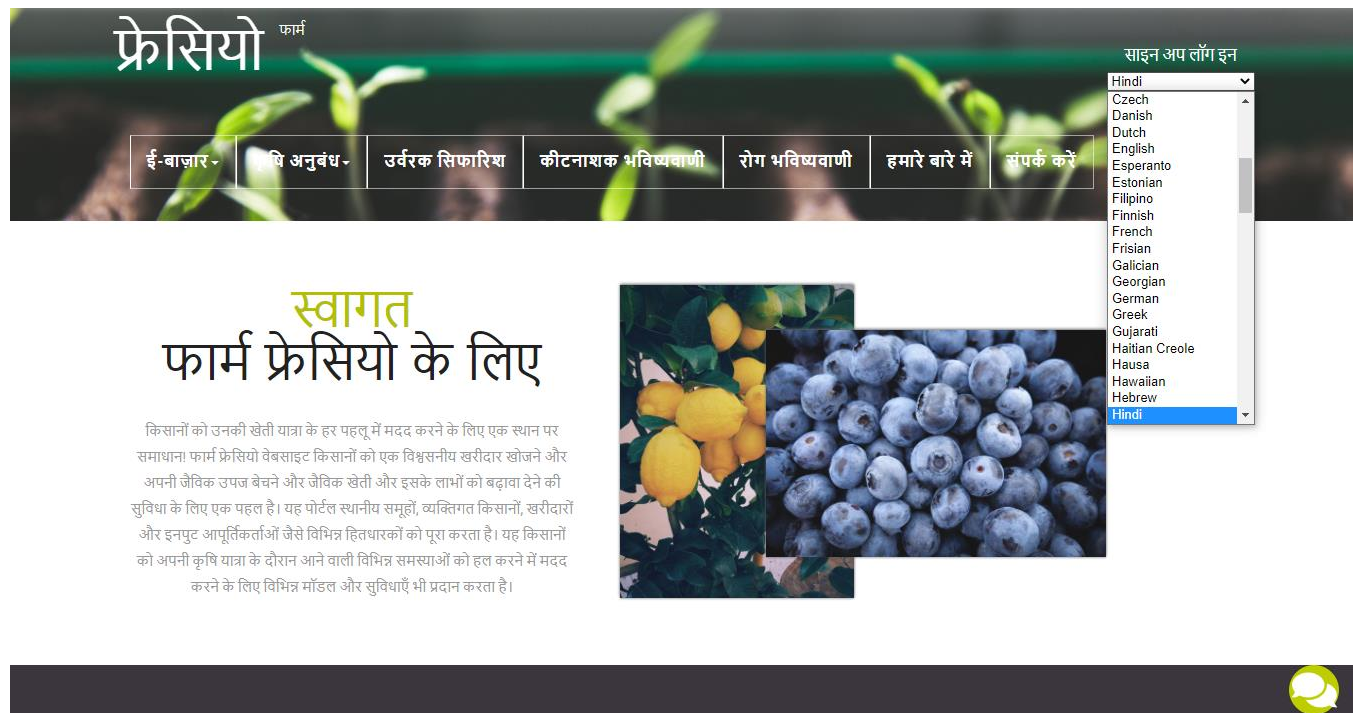 फ्रेसियो फार्म
साइन अप लॉग इन
Hindi
ई-बाज़ार
कृषि अनुबंध
उर्वरक सिफारिश
कीटनाशक भविष्यवाणी
रोग भविष्यवाणी
हमारे बारे में
संपर्क करें
Czech
Danish
Dutch
English
Esperanto
Estonian
Filipino
Finnish
French
Frisian
Galician
Georgian
German
Greek
Gujarati
Haitian Creole
Hausa
Hawaiian
Hebrew
Hindi
स्वागत
फार्म फ्रेसियो के लिए
किसानों को उनकी खेती यात्रा के हर पहलू में मदद करने के लिए एक स्थान पर
समाधान! फार्म फ्रेसियो वेबसाइट किसानों को एक विश्वसनीय खरीदार खोजने और
अपनी जैविक उपज बेचने और जैविक खेती और इसके लाभों को बढ़ावा देने की
सुविधा के लिए एक पहल है। यह पोर्टल स्थानीय समूहों, व्यक्तिगत किसानों, खरीदारों
और इनपुट आपूर्तिकर्ताओं जैसे विभिन्न हितधारकों को पूरा करता है। यह किसानों
को अपनी कृषि यात्रा के दौरान आने वाली विभिन्न समस्याओं को हल करने में मदद
करने के लिए विभिन्न मॉडल और सुविधाएँ भी प्रदान करता है।